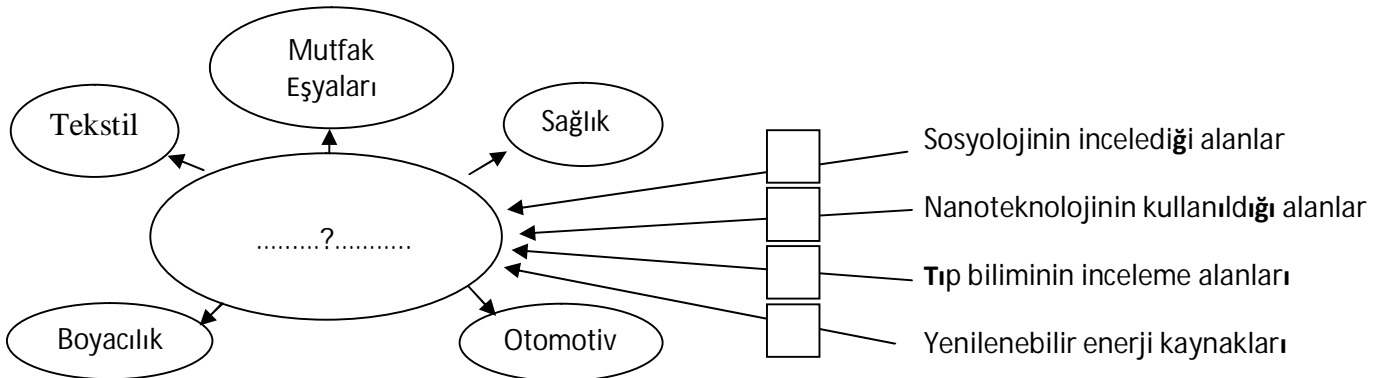 Mutfak
Eşyaları
Tekstil
Sağlık
Sosyolojinin incelediği alanlar
Nanoteknolojinin kullanıldığı alanlar
.........?...........
Tıp biliminin inceleme alanları
Boyacılık
Otomotiv
Yenilenebilir enerji kaynakları